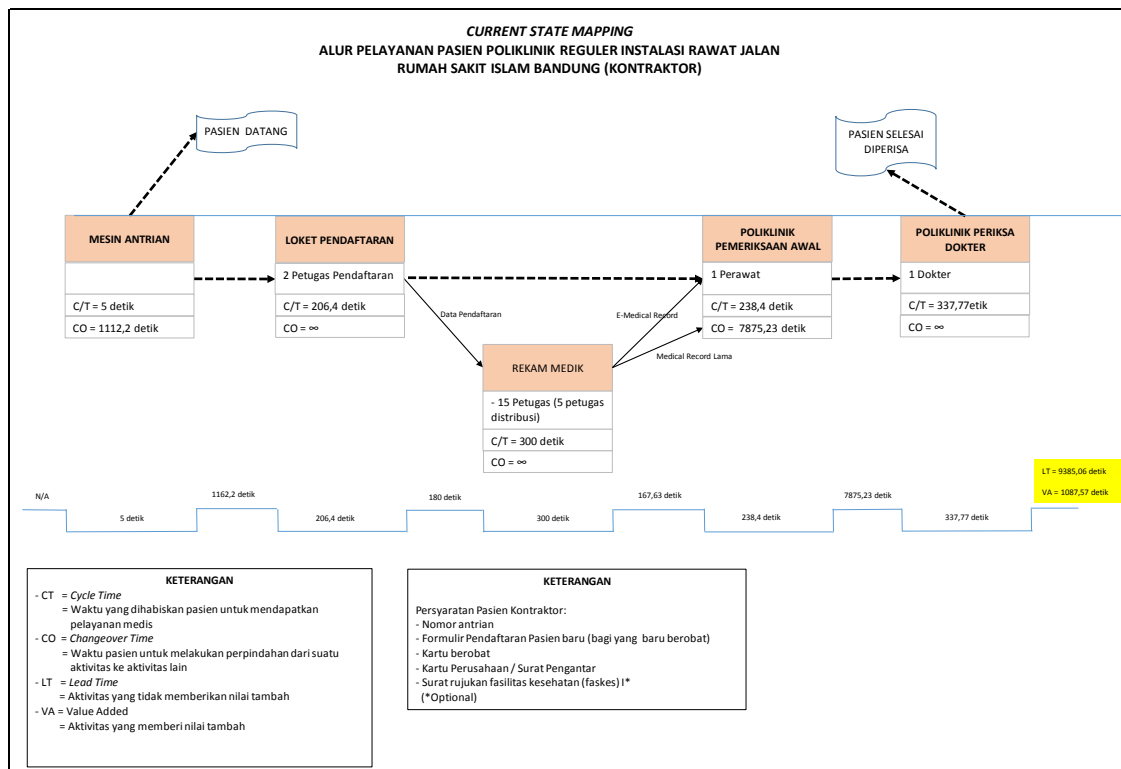 CURRENT STATE MAPPING
ALUR PELAYANAN PASIEN POLIKLINIK REGULER INSTALASI RAWAT JALAN
RUMAH SAKIT ISLAM BANDUNG (KONTRAKTOR)
PASIEN DATANG
PASIEN SELESAI
DIPERISA
MESIN ANTRIAN
C/T = 5 detik
CO = 1112,2 detik
LOKET PENDAFTARAN
2 Petugas Pendaftaran
C/T = 206,4 detik
CO = ∞
POLIKLINIK
PEMERIKSAAN AWAL
1 Perawat
C/T = 238,4 detik
CO = 7875,23 detik
POLIKLINIK PERIKSA
DOKTER
1 Dokter
C/T = 337,77etik
CO = ∞
Data Pendaftaran
E-Medical Record
Medical Record Lama
REKAM MEDIK
- 15 Petugas (5 petugas
distribusi)
C/T = 300 detik
CO = ∞
LT = 9385,06 detik
VA = 1087,57 detik
N/A
5 detik
1162,2 detik
206,4 detik
180 detik
300 detik
167,63 detik
238,4 detik
7875,23 detik
337,77 detik
KETERANGAN
- CT = Cycle Time
= Waktu yang dihabiskan pasien untuk mendapatkan
pelayanan medis
- CO = Changeover Time
= Waktu pasien untuk melakukan perpindahan dari suatu
aktivitas ke aktivitas lain
- LT = Lead Time
= Aktivitas yang tidak memberikan nilai tambah
- VA = Value Added
= Aktivitas yang memberi nilai tambah
KETERANGAN
Persyaratan Pasien Kontraktor:
- Nomor antrian
- Formulir Pendaftaran Pasien baru (bagi yang baru berobat)
- Kartu berobat
- Kartu Perusahaan / Surat Pengantar
- Surat rujukan fasilitas kesehatan (faskes) I*
(*Optional)